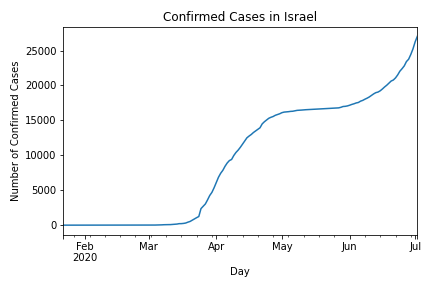 Confirmed Cases in Israel
Number of Confirmed Cases
25000
20000
15000
10000
5000
0
Feb
2020
Mar
Apr
May
Jun
Jul
Day